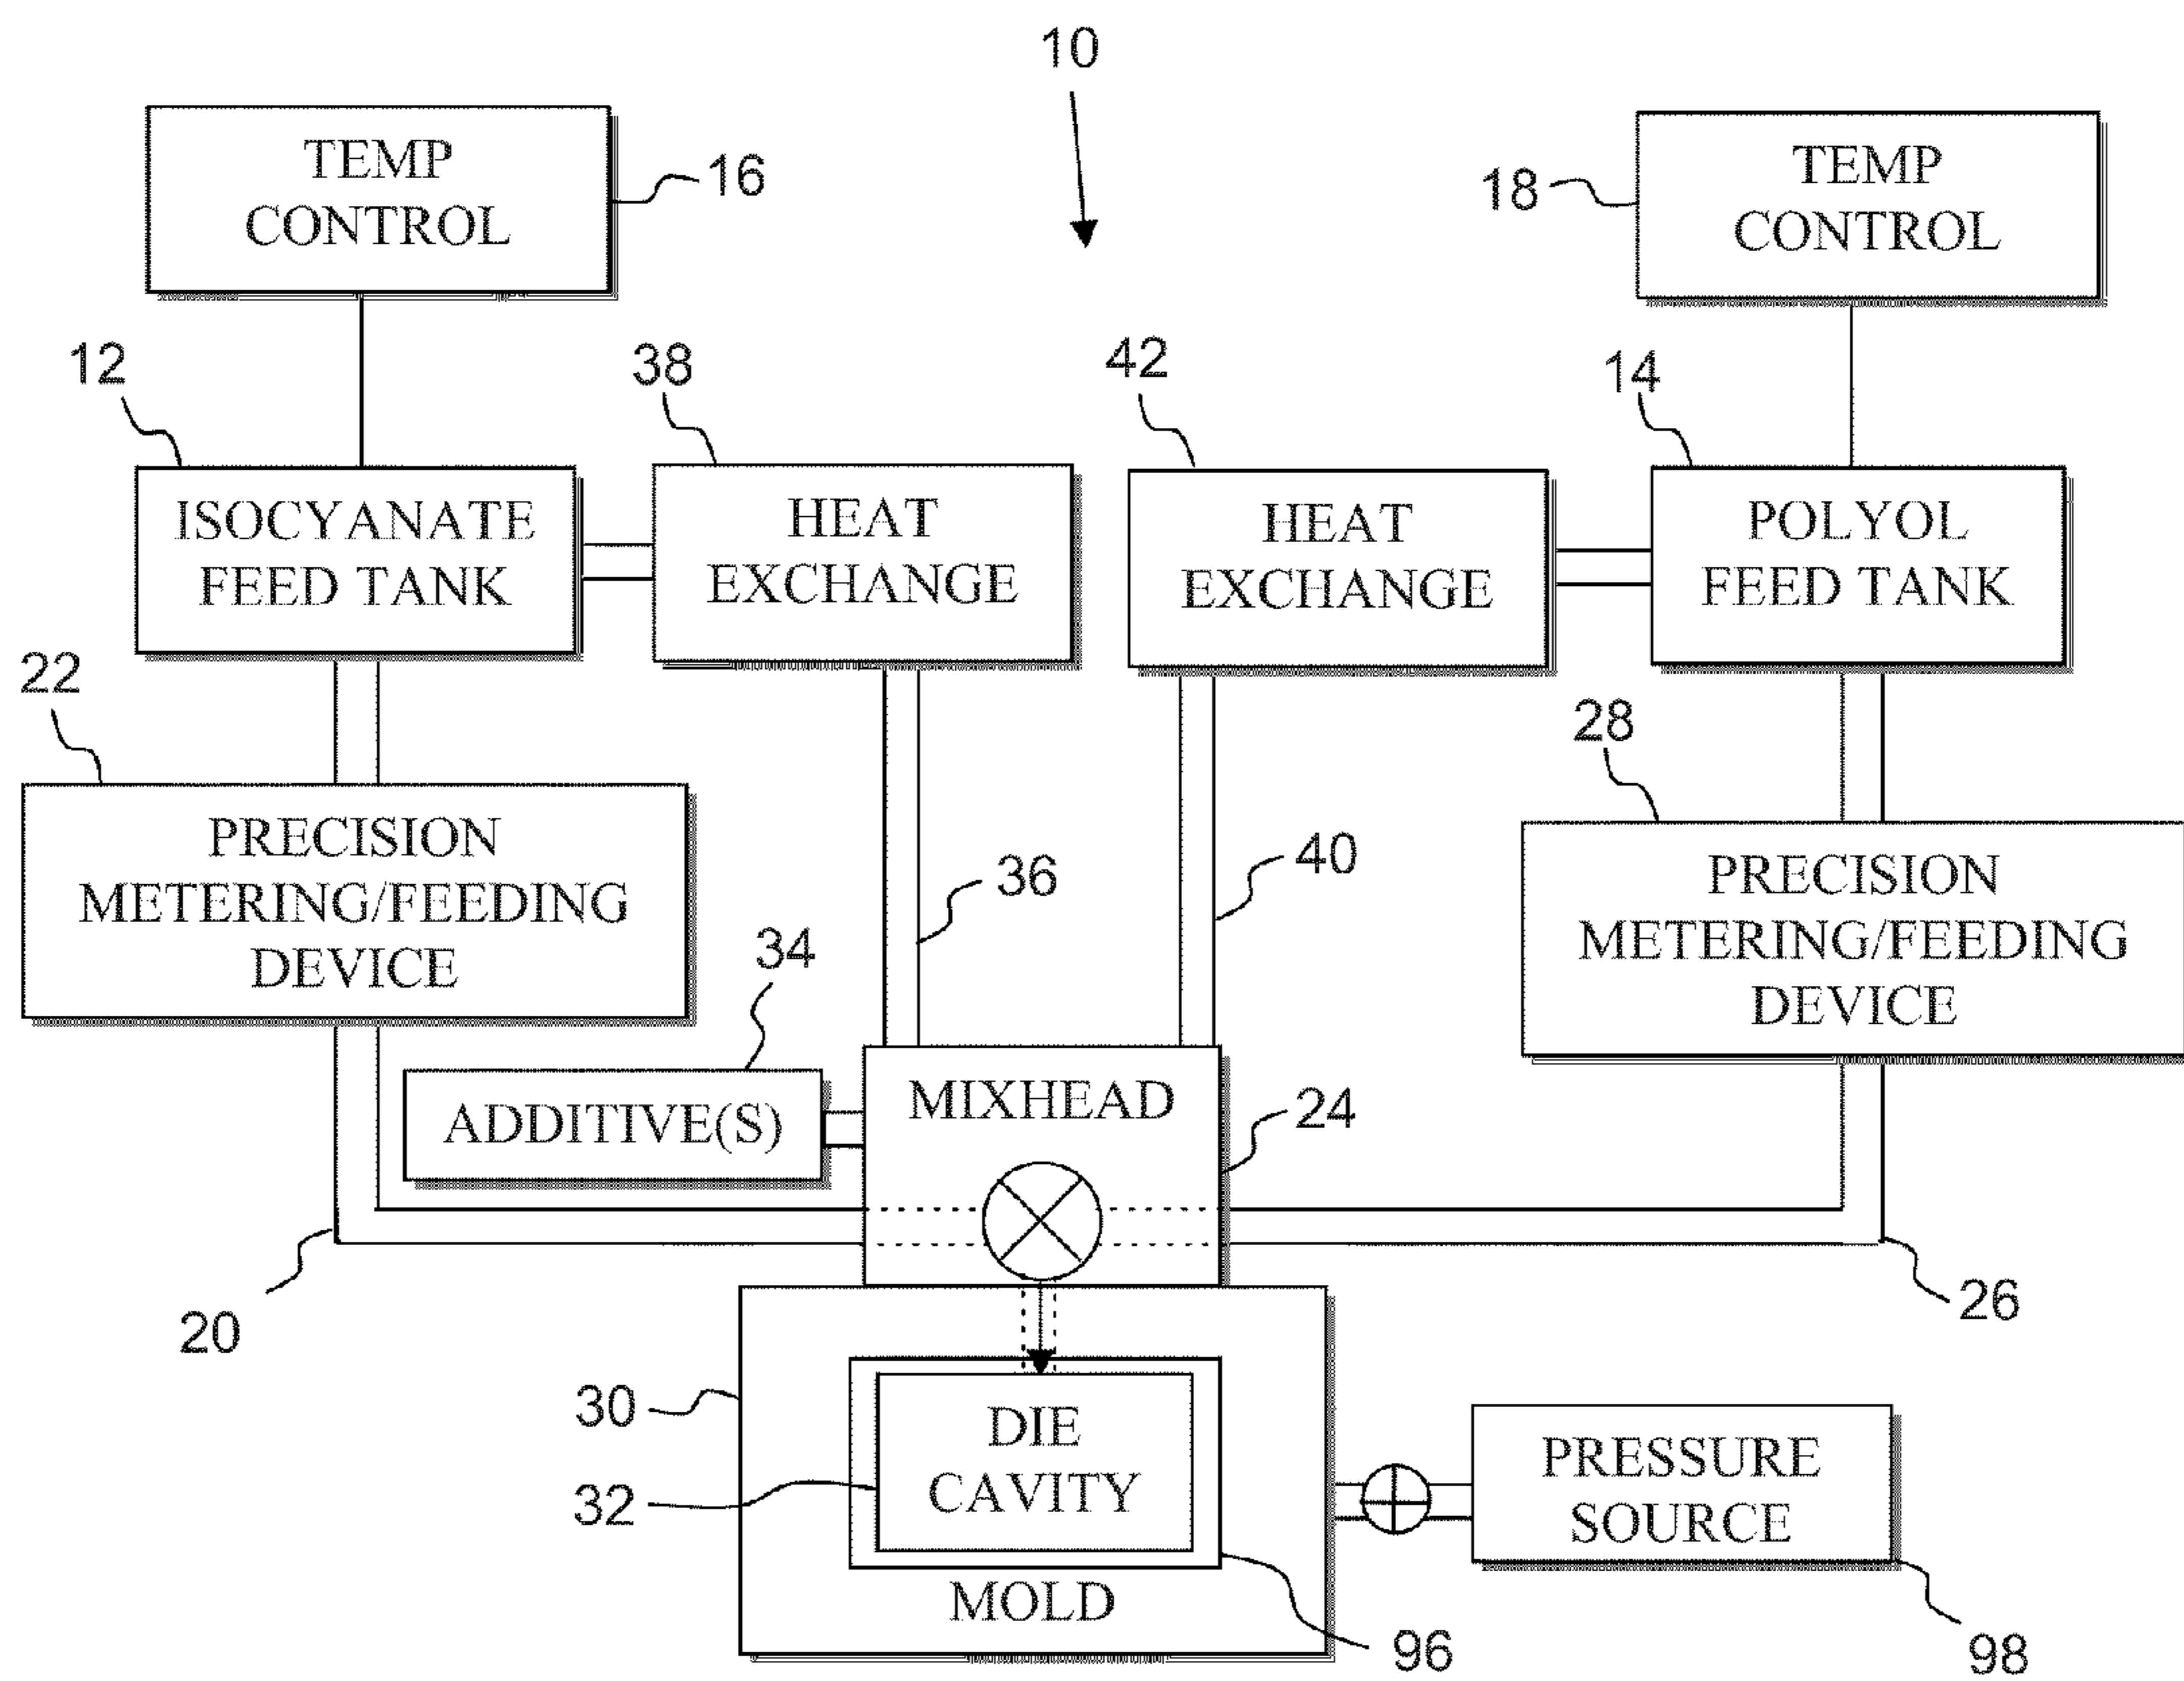 10
TEMP
CONTROL
16
18
TEMP
CONTROL
12
38
42
14
ISOCYANATE
FEED TANK
HEAT
EXCHANGE
HEAT
EXCHANGE
POLYOL
FEED TANK
22
28
PRECISION
METERING/FEEDING
DEVICE
36
40
PRECISION
METERING/FEEDING
DEVICE
34
ADDITIVE(S)
MIXHEAD
24
20
26
30
32
DIE
CAVITY
MOLD
PRESSURE
SOURCE
96
98